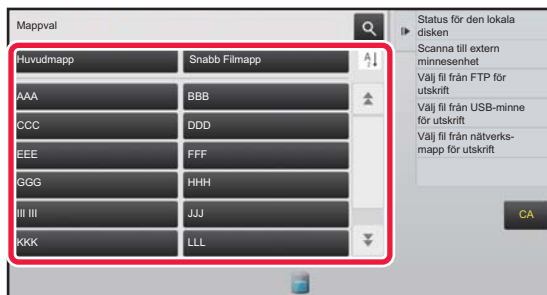 Mappval
Huvudmapp
Snabb Filmapp
AAA
BBB
CCC
DDD
EEE
FFF
GGG
HHH
III III
JJJ
KKK
LLL
Status för den lokala
disken
Scanna till extern
minnesenhet
Välj fil från FTP för
utskrift
Välj fil från USB-minne
för utskrift
Välj fil från nätverks-
mapp för utskrift
CA